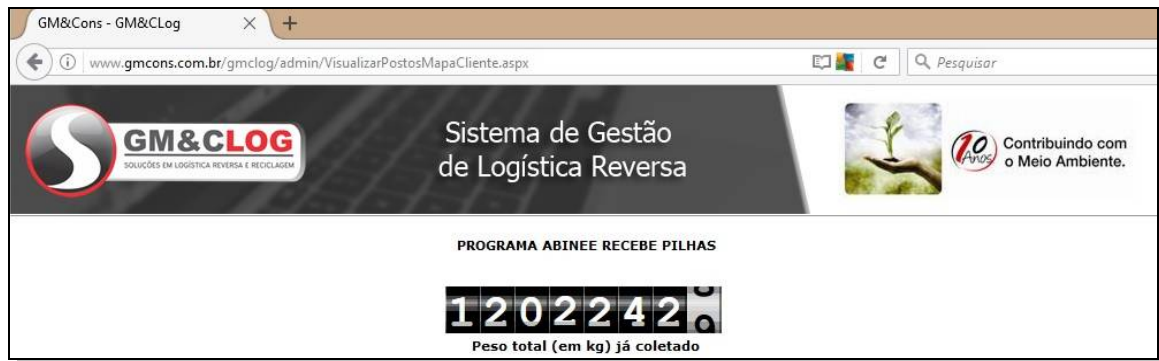 GM&Cons - GM&CLog
www.gmcons.com.br/gmclog/admin/VisualizarPostosMapaCliente.aspx
Pesquisar
GM&CLOG
SOLUÇÕES EM LOGÍSTICA REVERSA E RECICLAGEM
Sistema de Gestão
de Logística Reversa
10
Anos
Contribuindo com
o Meio Ambiente.
PROGRAMA ABINEE RECEBE PILHAS
1202242
Peso total (em kg) já coletado